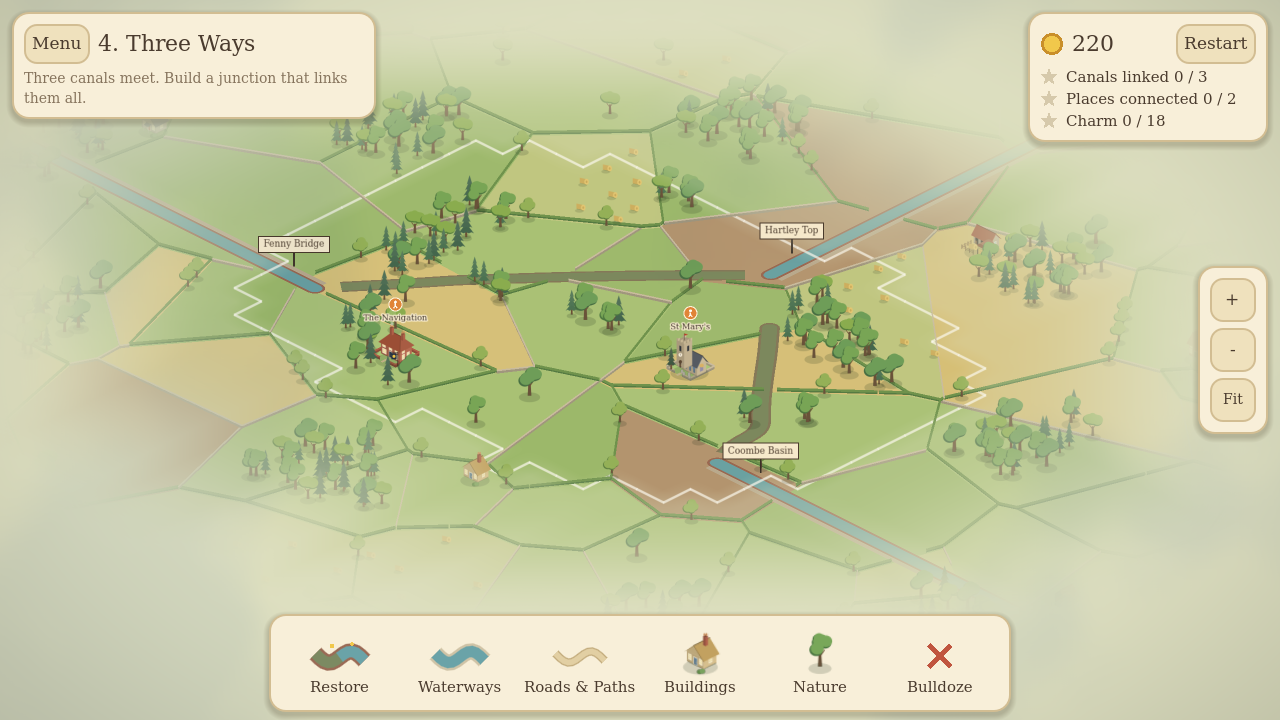 Menu
4. Three Ways
Three canals meet. Build a junction that links
them all.
220
Restart
Canals linked 0 / 3
Places connected 0 / 2
Charm 0 / 18
Hartley Top
Fenny Bridge
The Navigation
St Mary's
Coombe Basin
+
-
Fit
Restore
Waterways
Roads & Paths
Buildings
Nature
Bulldoze